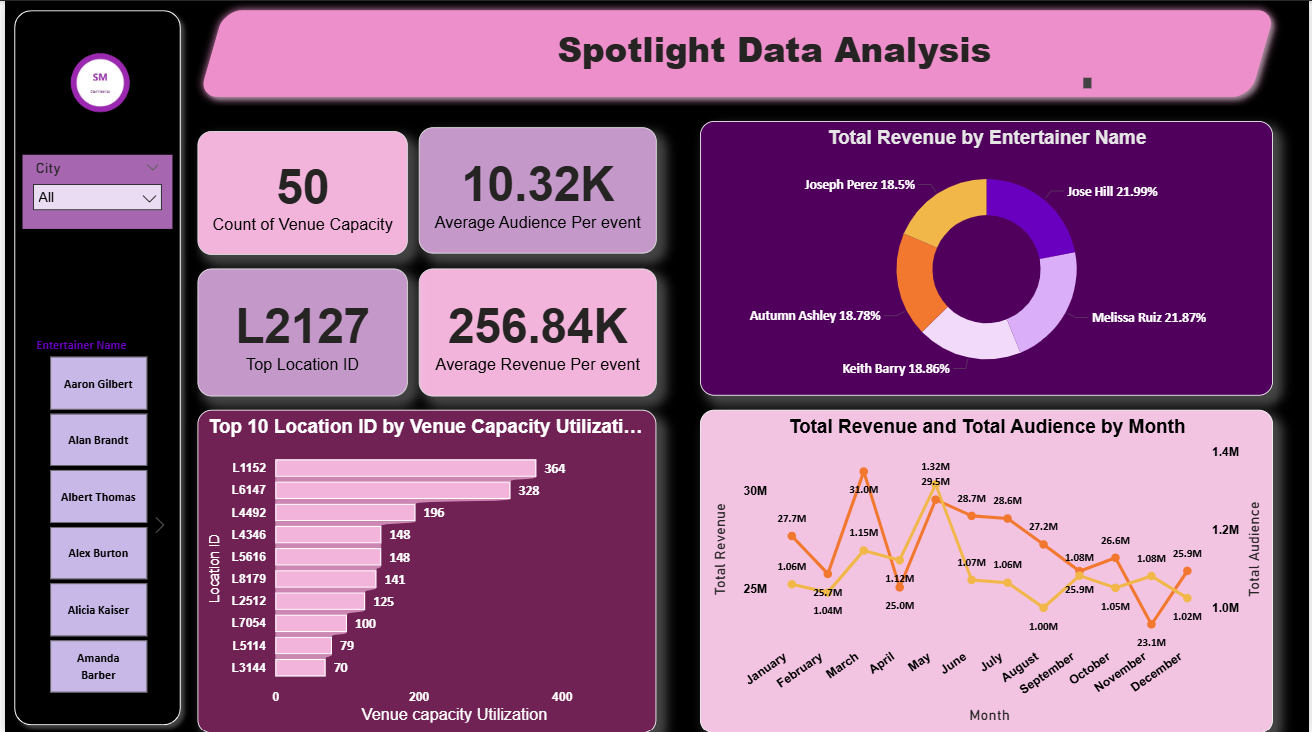 Spotlight Data Analysis
SM
City
All
Entertainer Name
Aaron Gilbert
Alan Brandt
Albert Thomas
Alex Burton
Alicia Kaiser
Amanda
Barber
50
Count of Venue Capacity
10.32K
Average Audience Per event
L2127
Top Location ID
256.84K
Average Revenue Per event
Total Revenue by Entertainer Name
Joseph Perez 18.5%
Jose Hill 21.99%
Autumn Ashley 18.78%
Melissa Ruiz 21.87%
Keith Barry 18.86%
Top 10 Location ID by Venue Capacity Utilizati…
Location ID
L1152 364
L6147 328
L4492 196
L4346 148
L5616 148
L8179 141
L2512 125
L7054 100
L5114 79
L3144 70
0 200 400
Venue capacity Utilization
Total Revenue and Total Audience by Month
Total Revenue
30M
25M
27.7M
25.7M
31.0M
25.0M
29.5M
28.7M
28.6M
27.2M
25.9M
26.6M
23.1M
25.9M
1.06M
1.04M
1.15M
1.12M
1.32M
1.07M
1.06M
1.00M
1.08M
1.05M
1.08M
1.02M
1.4M
1.2M
1.0M
Total Audience
January
February
March
April
May
June
July
August
September
October
November
December
Month